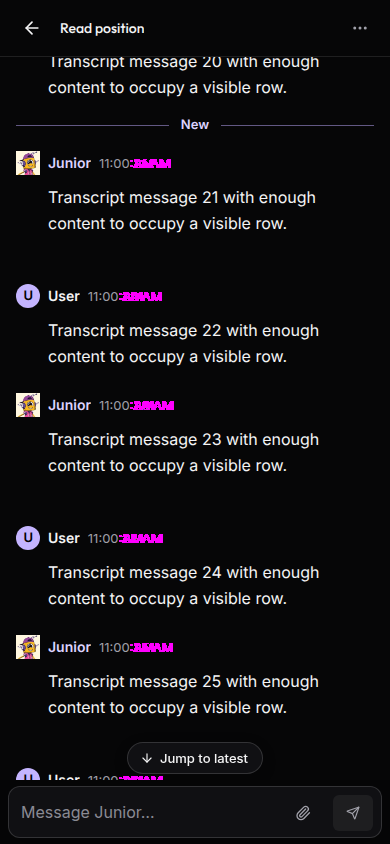 Read position
Transcript message 20 with enough
content to occupy a visible row.
New
Junior 11:00
Transcript message 21 with enough
content to occupy a visible row.
U User 11:00
Transcript message 22 with enough
content to occupy a visible row.
Junior 11:00
Transcript message 23 with enough
content to occupy a visible row.
U User 11:00
Transcript message 24 with enough
content to occupy a visible row.
Junior 11:00
Transcript message 25 with enough
content to occupy a visible row.
Jump to latest
U User 11:00
Message Junior...